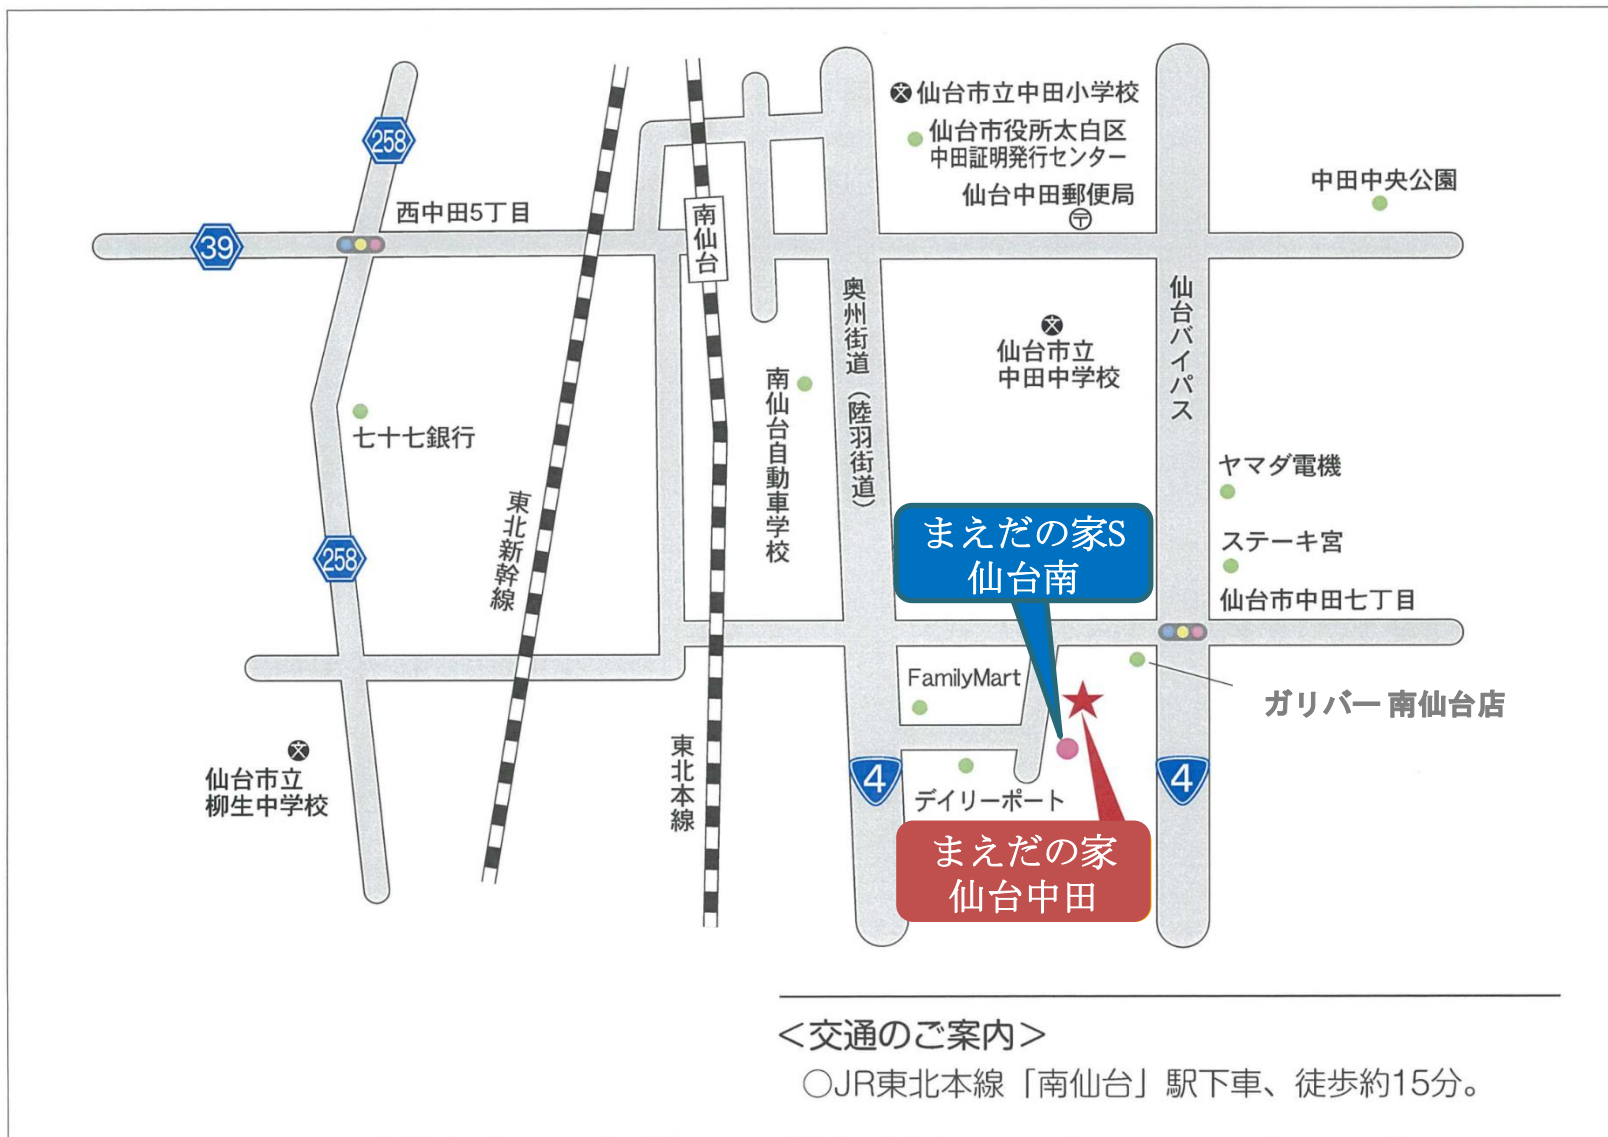 仙台市立中田小学校
258
仙台市役所太白区
中田証明発行センター
中田中央公園
仙台中田郵便局
〒
西中田5丁目
南仙台
39
奥州街道(陸羽街道)
仙台バイパス
文
仙台市立
中田中学校
南仙台自動車学校
七十七銀行
ヤマダ電機
東北新幹線
まえだの家S
仙台南
ステーキ宮
258
仙台市中田七丁目
FamilyMart
ガリバー 南仙台店
東北本線
文
仙台市立
柳生中学校
4
4
デイリーポート
まえだの家
仙台中田
<交通のご案内>
○JR東北本線「南仙台」駅下車、徒歩約15分。